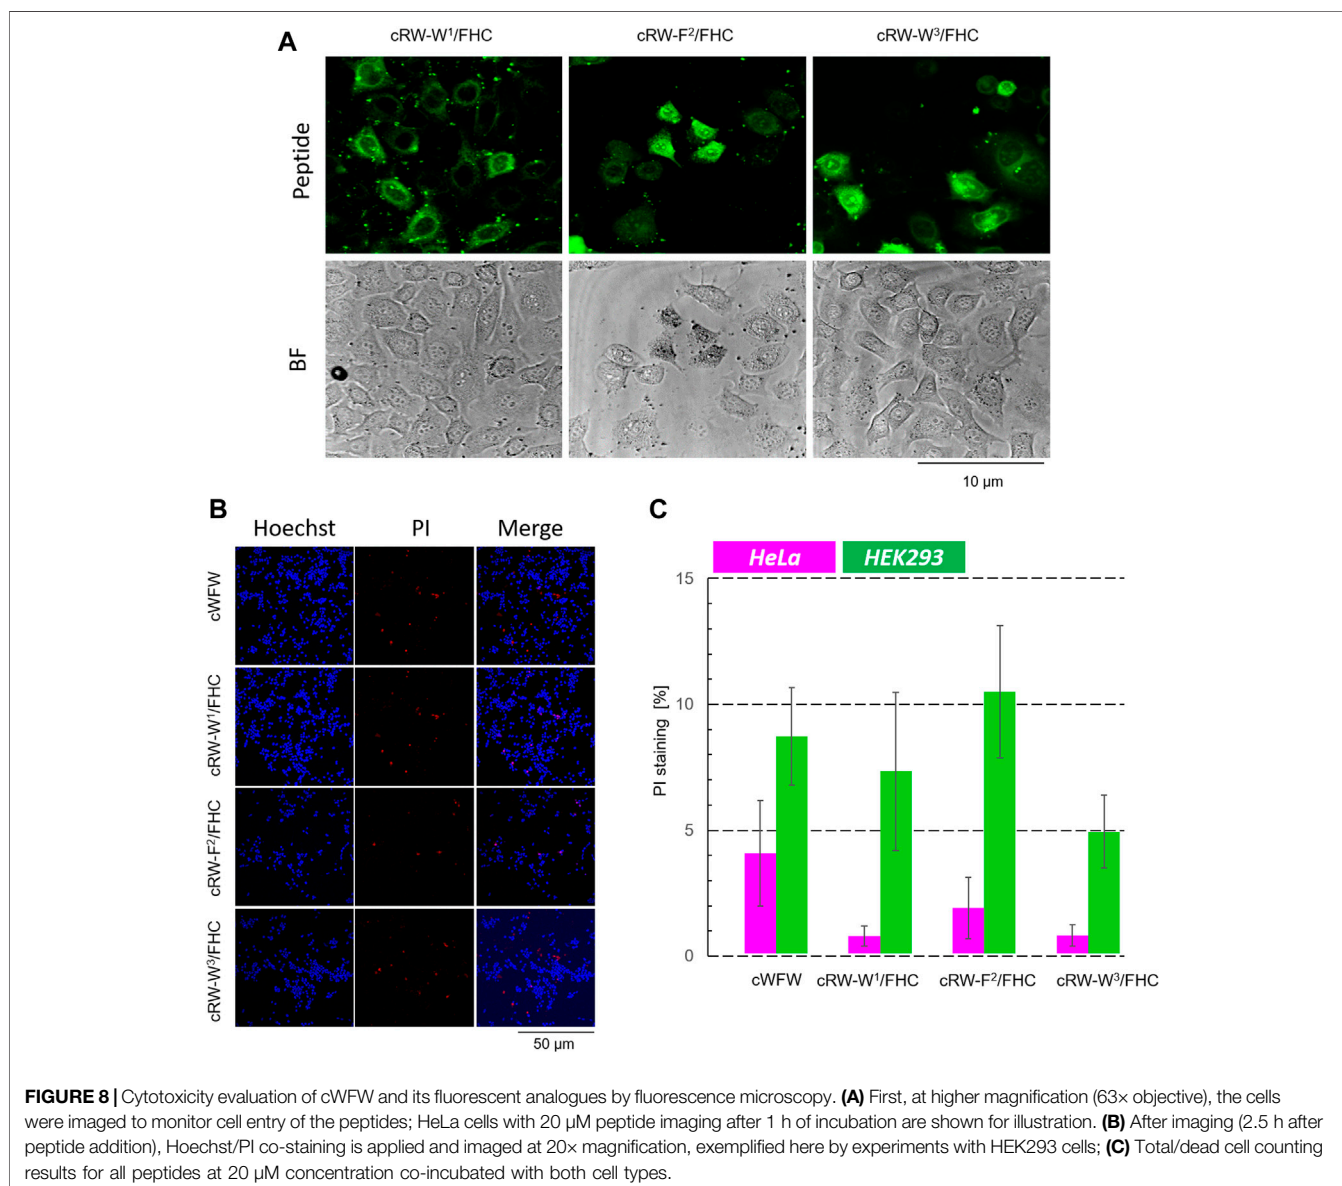 A
cRW-W¹/FHC
cRW-F²/FHC
cRW-W³/FHC
Peptide
BF
10 µm
B
Hoechst
PI
Merge
cWFW
cRW-W¹/FHC
cRW-F²/FHC
cRW-W³/FHC
50 µm
C
HeLa
HEK293
15
10
5
0
PI staining [%]
cWFW
cRW-W¹/FHC
cRW-F²/FHC
cRW-W³/FHC
FIGURE 8 | Cytotoxicity evaluation of cWFW and its fluorescent analogues by fluorescence microscopy. (A) First, at higher magnification (63× objective), the cells
were imaged to monitor cell entry of the peptides; HeLa cells with 20 µM peptide imaging after 1 h of incubation are shown for illustration. (B) After imaging (2.5 h after
peptide addition), Hoechst/PI co-staining is applied and imaged at 20× magnification, exemplified here by experiments with HEK293 cells; (C) Total/dead cell counting
results for all peptides at 20 µM concentration co-incubated with both cell types.